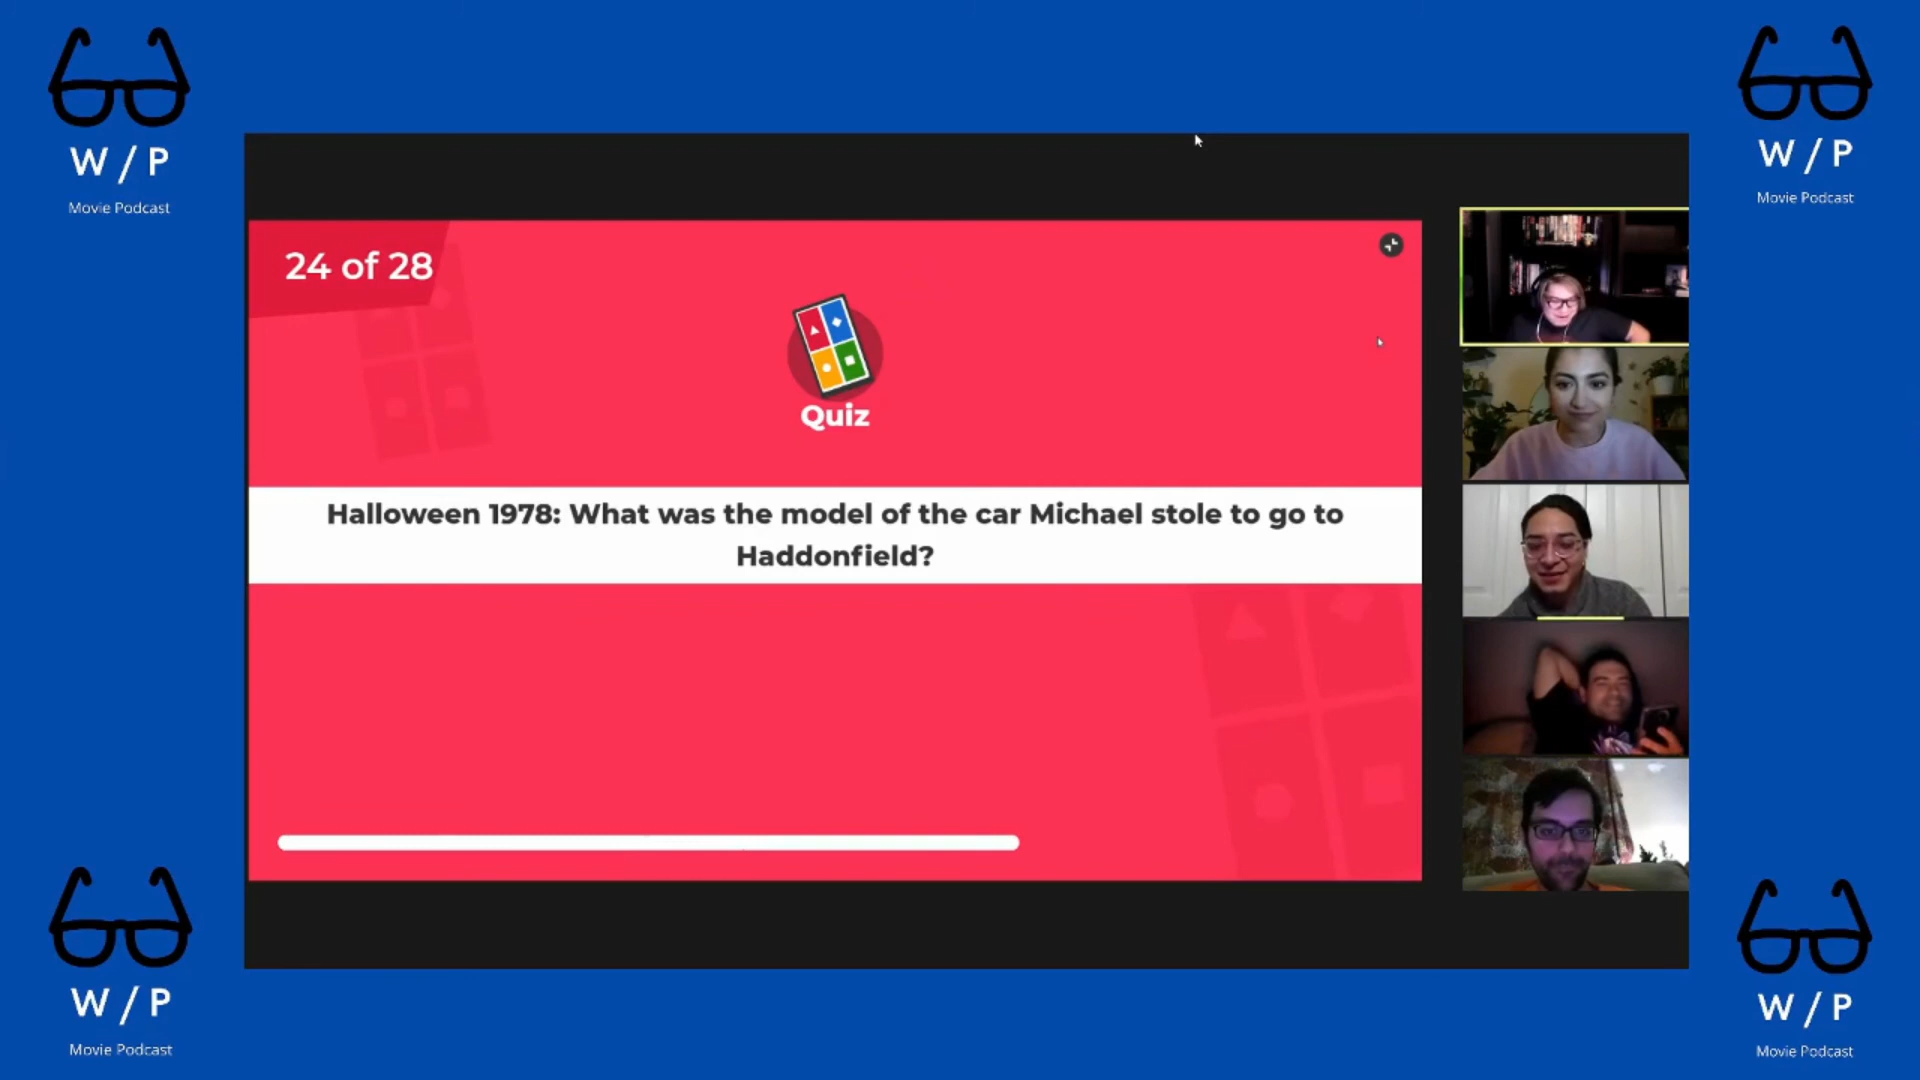 W / P
Movie Podcast
W / P
Movie Podcast
24 of 28
Quiz
Halloween 1978: What was the model of the car Michael stole to go to
Haddonfield?
W / P
Movie Podcast
W / P
Movie Podcast